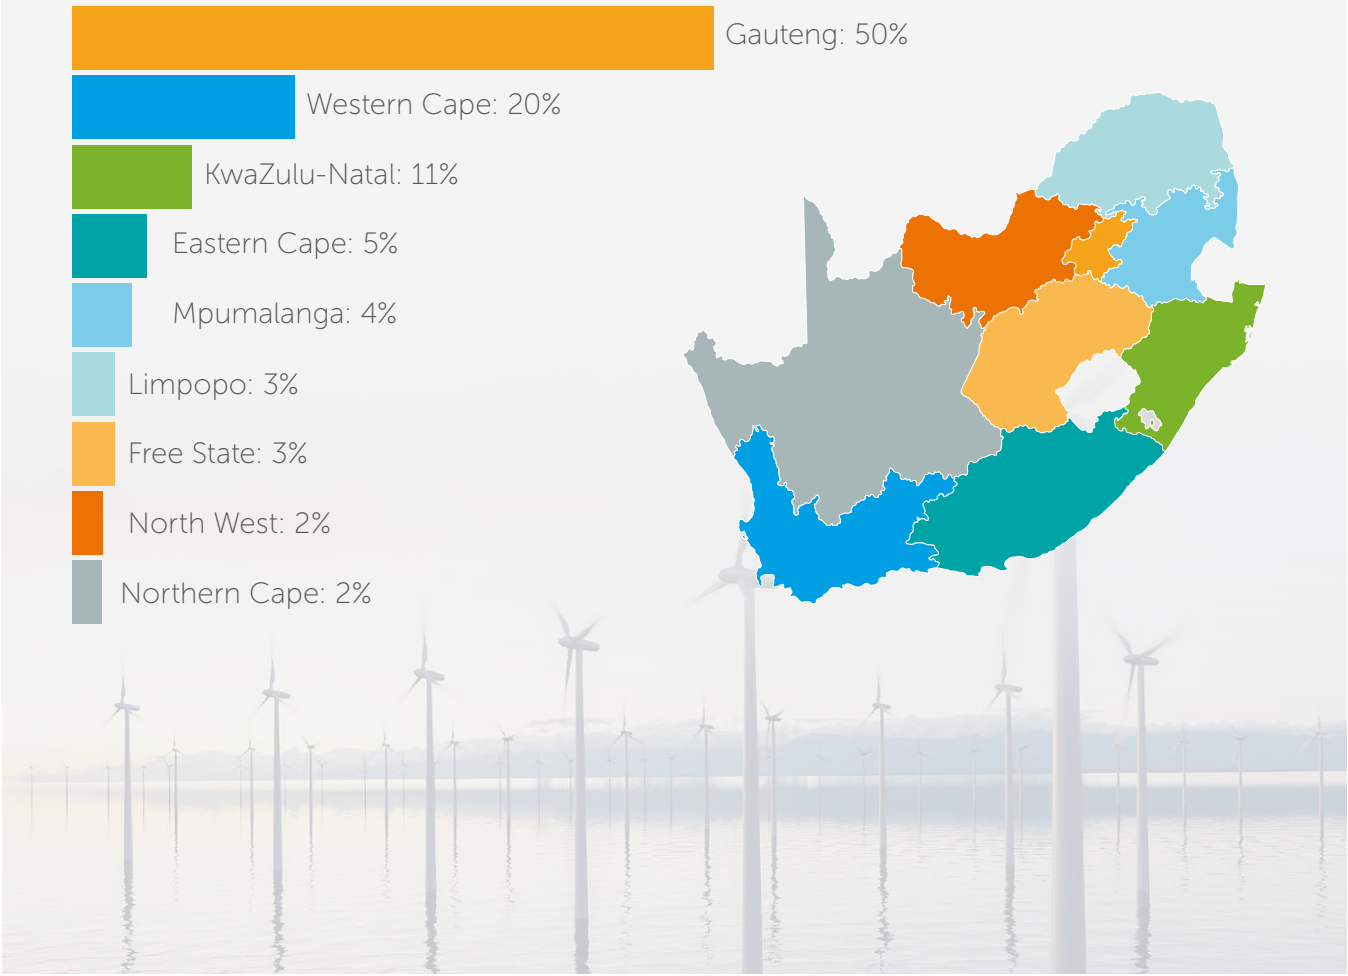 Gauteng: 50%
Western Cape: 20%
KwaZulu-Natal: 11%
Eastern Cape: 5%
Mpumalanga: 4%
Limpopo: 3%
Free State: 3%
North West: 2%
Northern Cape: 2%